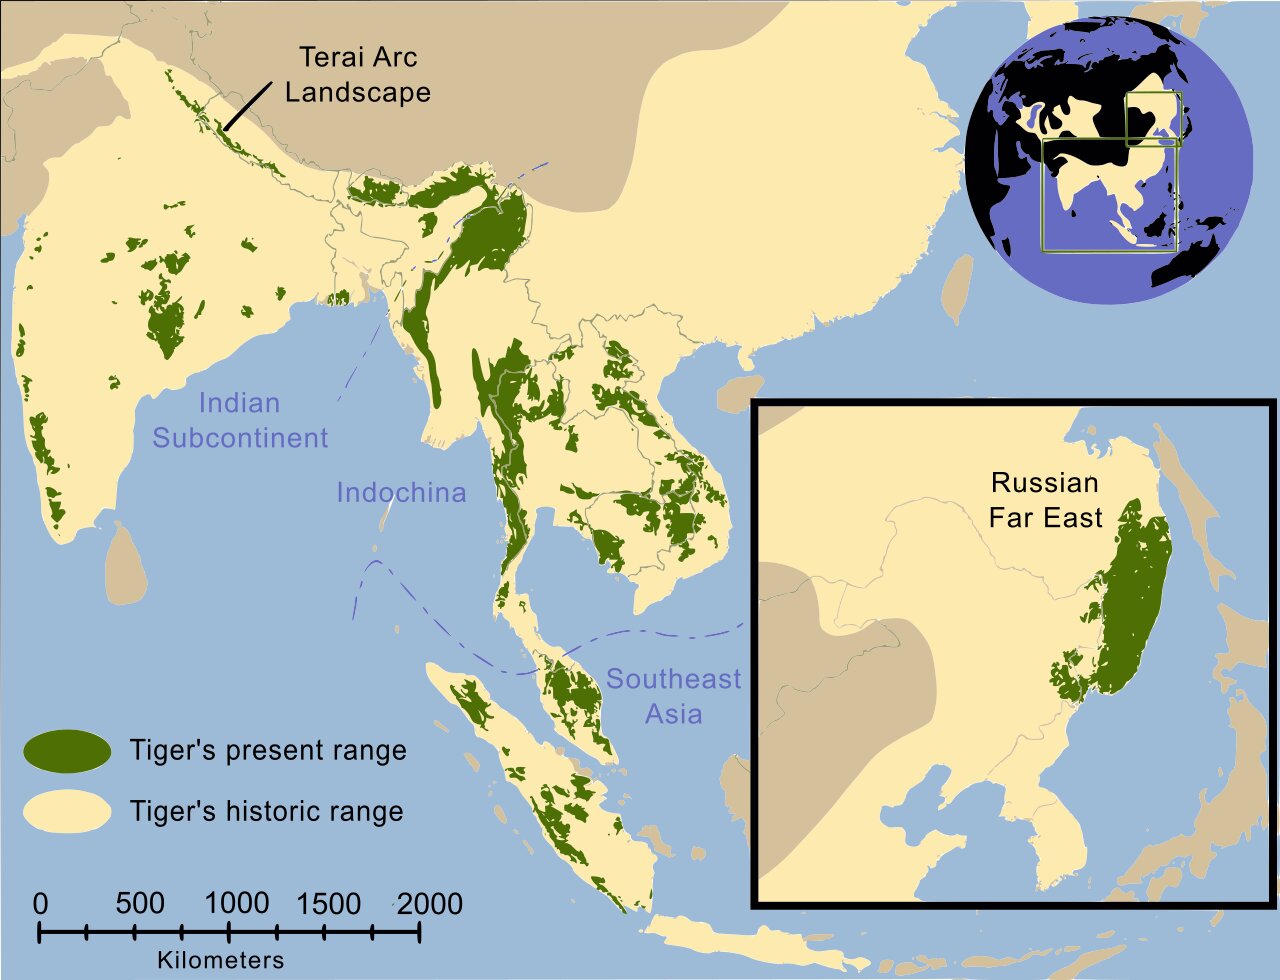 Terai Arc
Landscape
Indian
Subcontinent
Indochina
Russian
Far East
Southeast
Asia
Tiger's present range
Tiger's historic range
0 500 1000 1500 2000
Kilometers